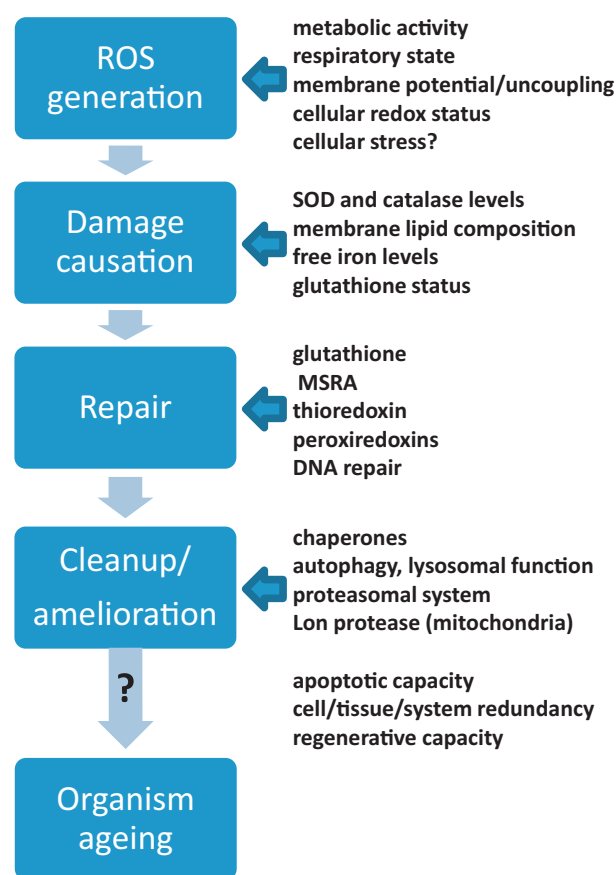 ROS
generation
metabolic activity
respiratory state
membrane potential/uncoupling
cellular redox status
cellular stress?
Damage
causation
SOD and catalase levels
membrane lipid composition
free iron levels
glutathione status
Repair
glutathione
MSRA
thioredoxin
peroxiredoxins
DNA repair
Cleanup/
amelioration
chaperones
autophagy, lysosomal function
proteasomal system
Lon protease (mitochondria)
?
apoptotic capacity
cell/tissue/system redundancy
regenerative capacity
Organism
ageing